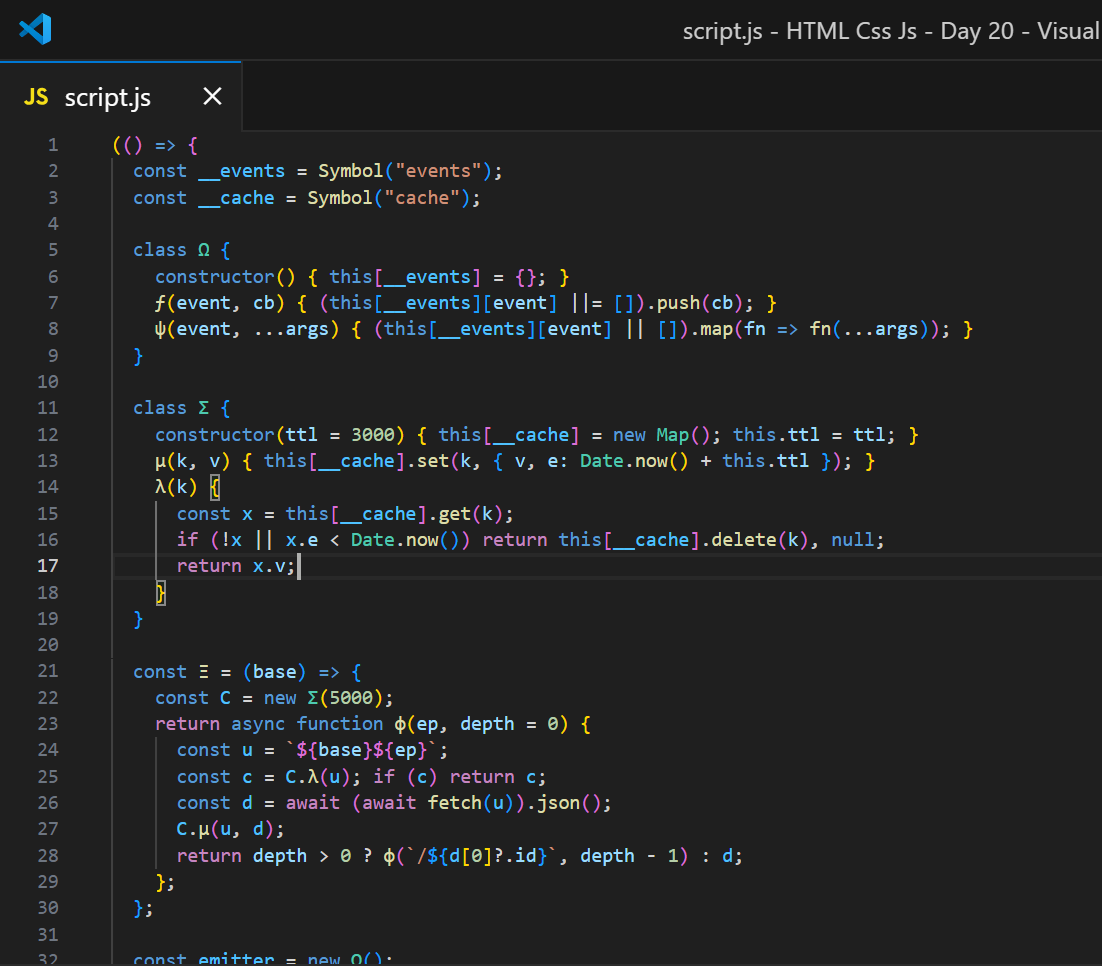 script.js - HTML Css Js - Day 20 - Visual
JS script.js
1 (() => {
2 const __events = Symbol("events");
3 const __cache = Symbol("cache");
4
5 class Ω {
6 constructor() { this[__events] = {}; }
7 ƒ(event, cb) { (this[__events][event] ||= []).push(cb); }
8 ψ(event, ...args) { (this[__events][event] || []).map(fn => fn(...args)); }
9 }
10
11 class Σ {
12 constructor(ttl = 3000) { this[__cache] = new Map(); this.ttl = ttl; }
13 μ(k, v) { this[__cache].set(k, { v, e: Date.now() + this.ttl }); }
14 λ(k) {
15 const x = this[__cache].get(k);
16 if (!x || x.e < Date.now()) return this[__cache].delete(k), null;
17 return x.v;
18 }
19 }
20
21 const Ξ = (base) => {
22 const C = new Σ(5000);
23 return async function ϕ(ep, depth = 0) {
24 const u = `${base}${ep}`;
25 const c = C.λ(u); if (c) return c;
26 const d = await (await fetch(u)).json();
27 C.μ(u, d);
28 return depth > 0 ? ϕ(`/${d[0]?.id}`, depth - 1) : d;
29 };
30 };
31
32 const emitter = new Ω();